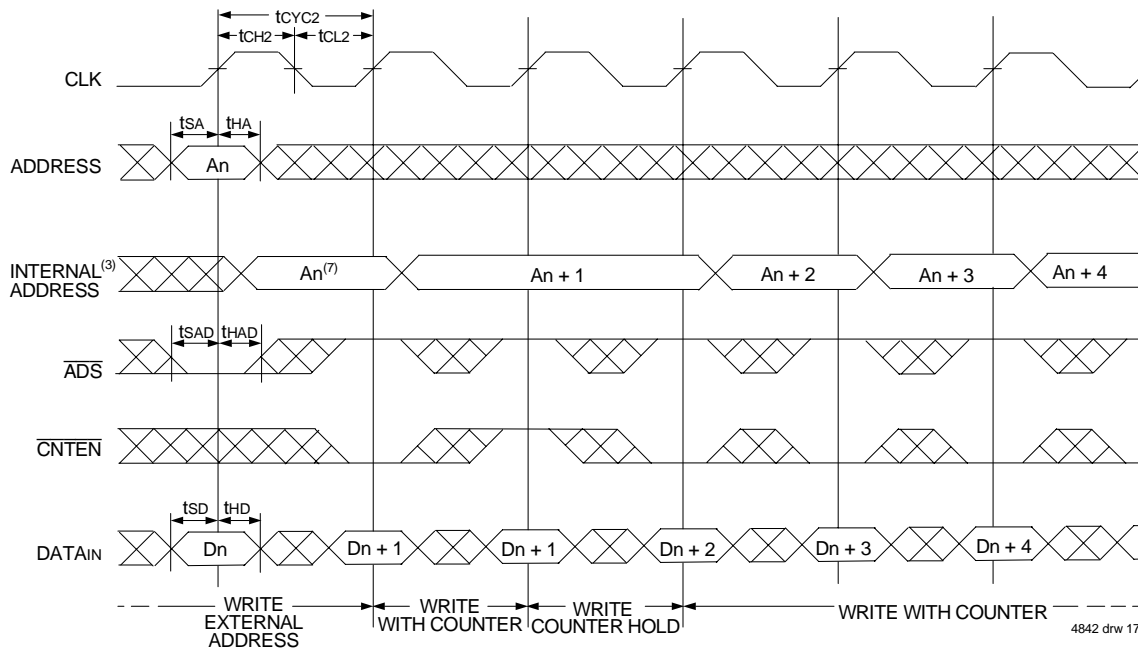 tCYC2
tCH2 tCL2
CLK
tSA tHA
ADDRESS An
INTERNAL(3)
ADDRESS
An(7) An + 1 An + 2 An + 3 An + 4
tSAD tHAD
ADS
CNTEN
tSD tHD
DATAIN Dn Dn + 1 Dn + 1 Dn + 2 Dn + 3 Dn + 4
WRITE
EXTERNAL
ADDRESS
WRITE
WITH COUNTER
WRITE
COUNTER HOLD
WRITE WITH COUNTER
4842 drw 17